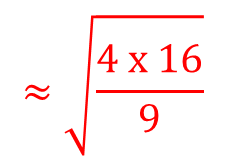 ≈ √((4 x 16)/9)